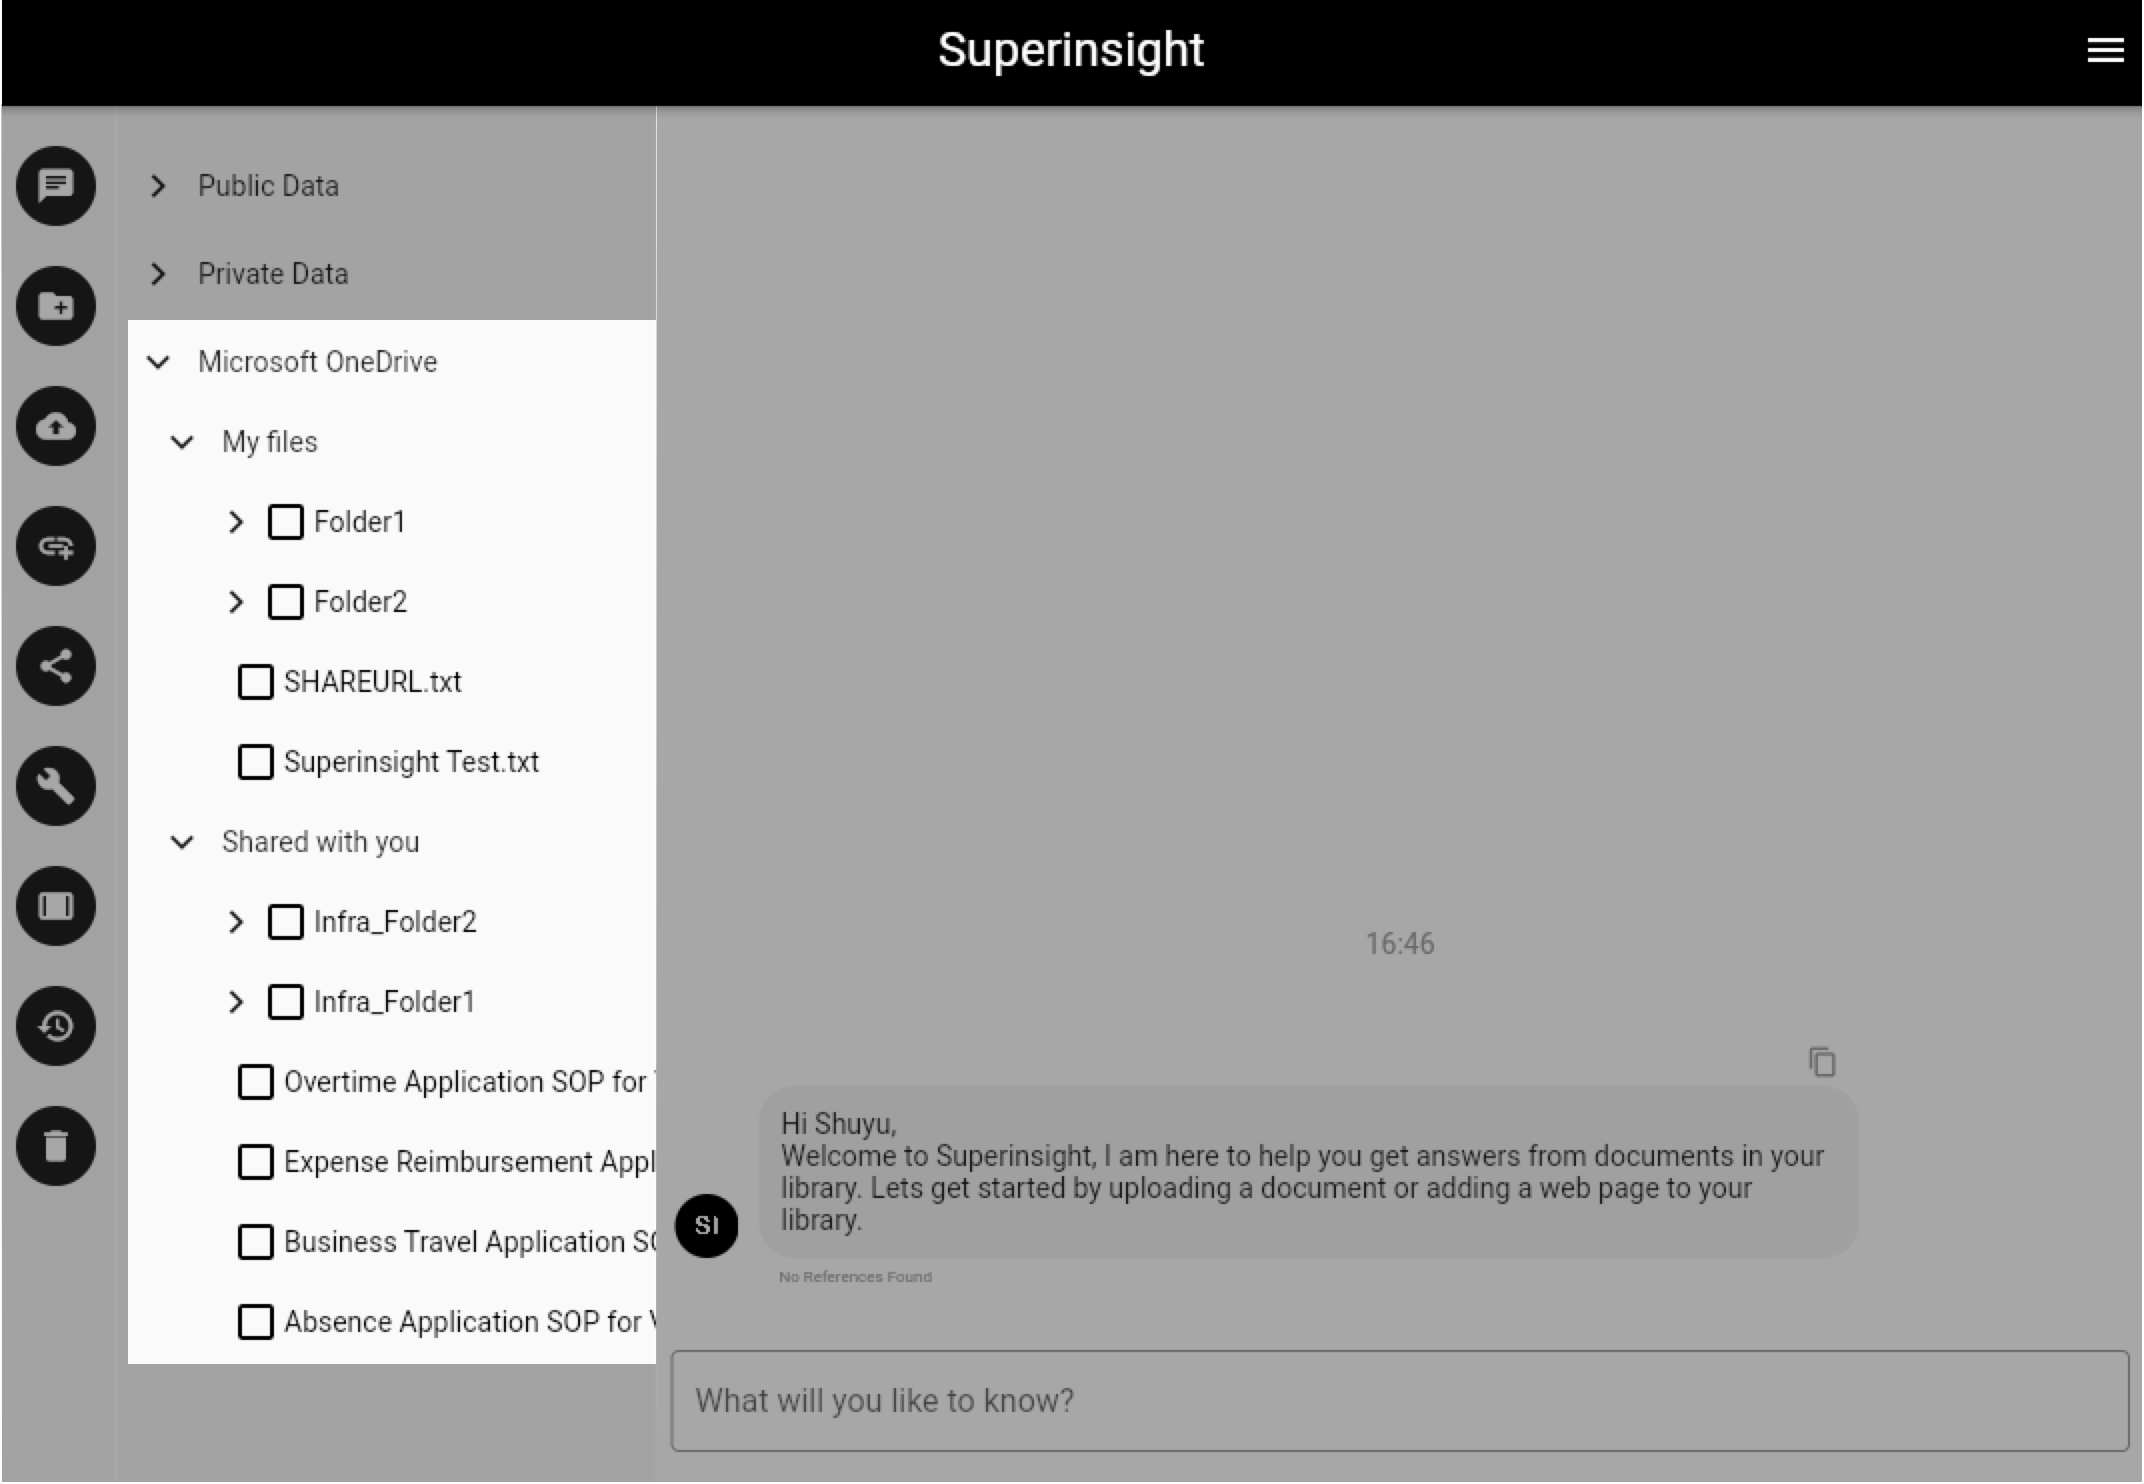 Superinsight
Public Data
Private Data
Microsoft OneDrive
My files
Folder1
Folder2
SHAREURL.txt
Superinsight Test.txt
Shared with you
Infra_Folder2
Infra_Folder1
Overtime Application SOP for
Expense Reimbursement Appl
Business Travel Application SO
Absence Application SOP for
16:46
Hi Shuyu,
Welcome to Superinsight, I am here to help you get answers from documents in your
library. Lets get started by uploading a document or adding a web page to your
library.
SI
No References Found
What will you like to know?